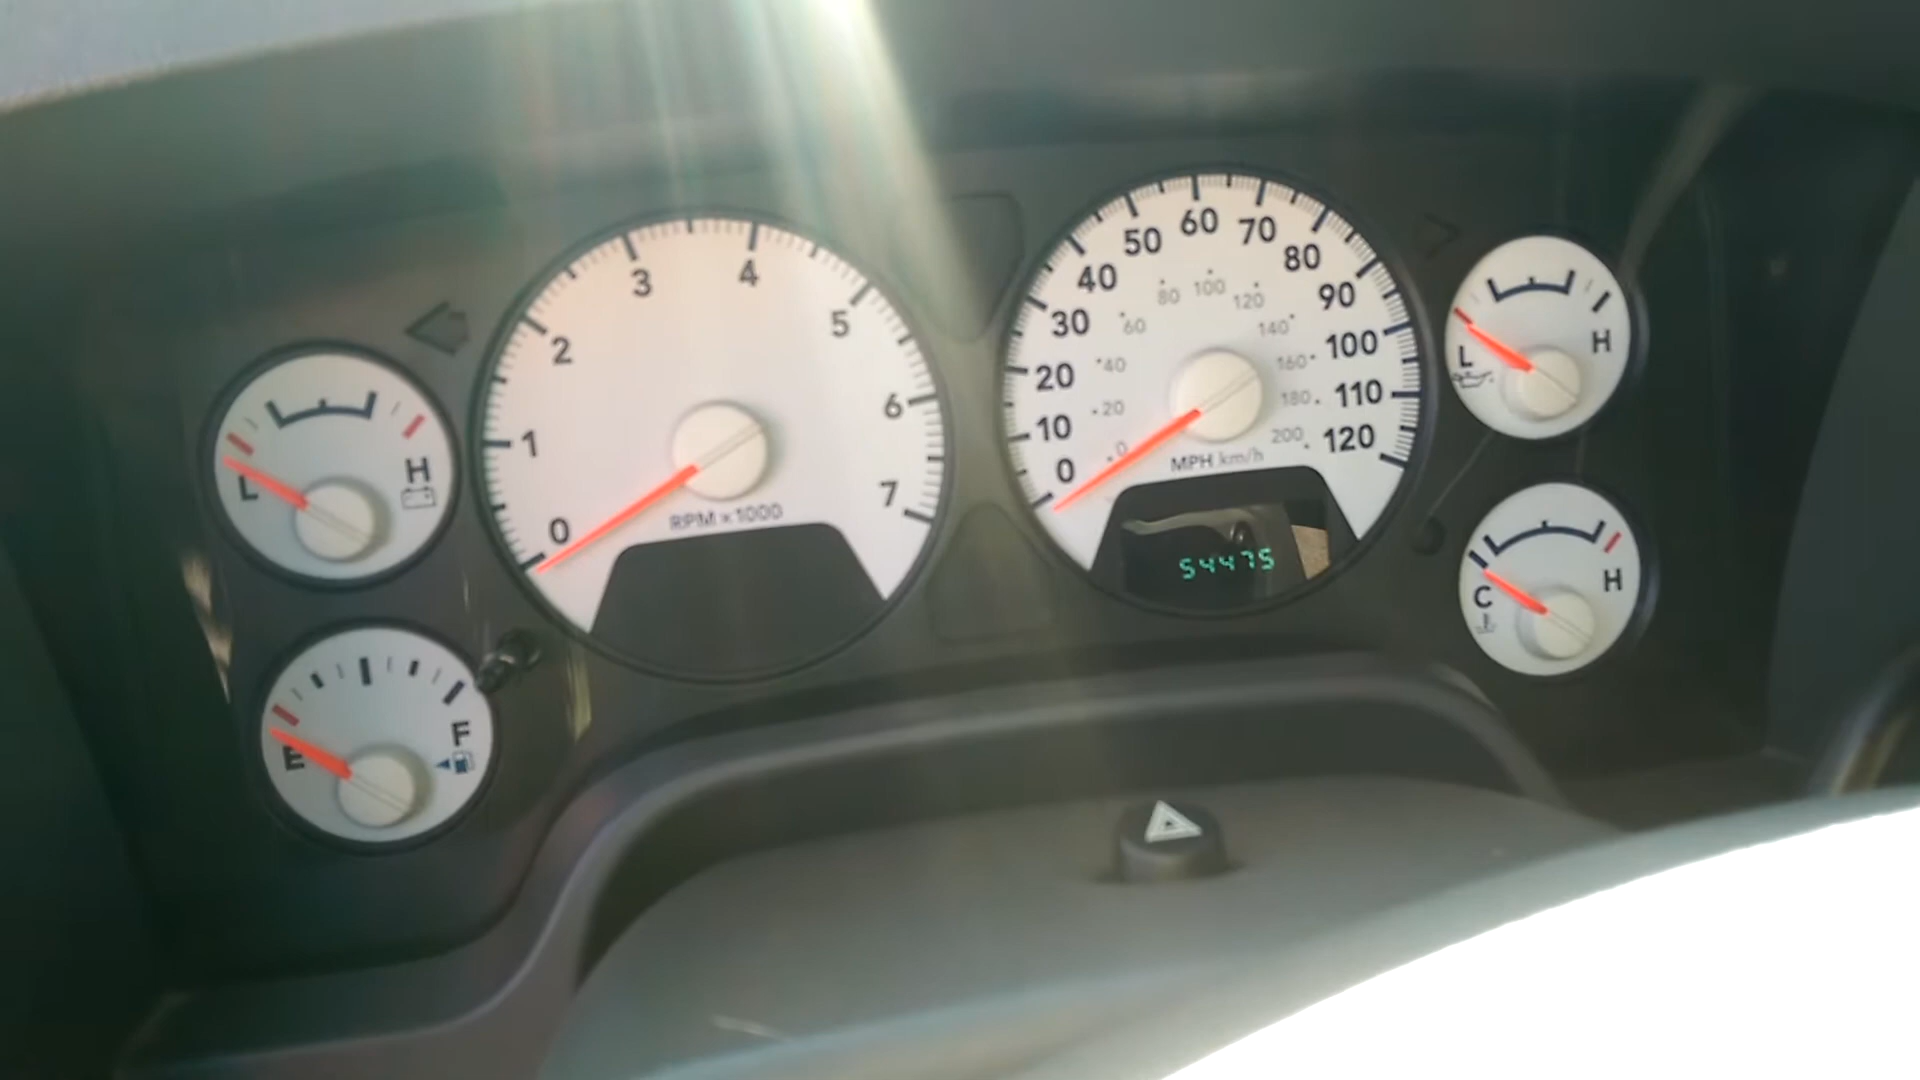 L H
E F
0 1 2 3 4 5 6 7
RPM x 1000
0 10 20 30 40 50 60 70 80 90 100 110 120
0 20 40 60 80 100 120 140 160 180 200
MPH km/h
54475
L H
C H